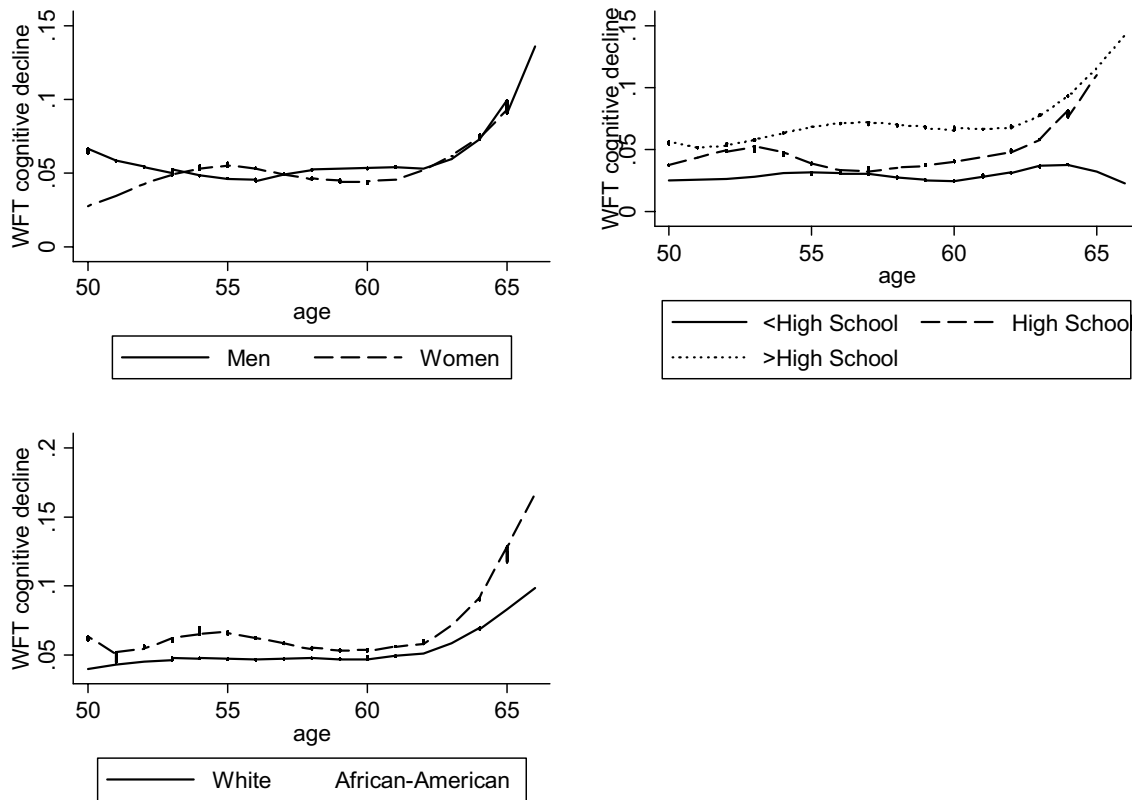 WFT cognitive decline
0 .05 .1 .15
50 55 60 65
age
Men Women
WFT cognitive decline
0 .05 .1 .15
50 55 60 65
age
<High School High School
>High School
WFT cognitive decline
.05 .1 .15 .2
50 55 60 65
age
White African-American